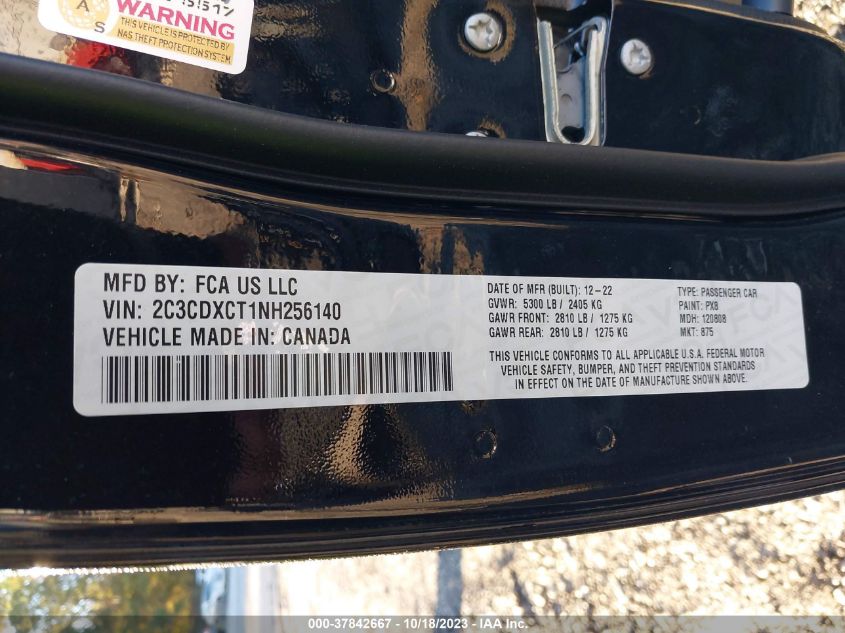 WARNING
THIS VEHICLE IS PROTECTED BY
NAS THEFT PROTECTION SYSTEM
MFD BY: FCA US LLC
VIN: 2C3CDXCT1NH256140
VEHICLE MADE IN: CANADA
DATE OF MFR (BUILT): 12-22
GVWR: 5300 LB / 2405 KG
GAWR FRONT: 2810 LB / 1275 KG
GAWR REAR: 2810 LB / 1275 KG
TYPE: PASSENGER CAR
PAINT: PX8
MDH: 120808
MKT: 875
THIS VEHICLE CONFORMS TO ALL APPLICABLE U.S.A. FEDERAL MOTOR
VEHICLE SAFETY, BUMPER, AND THEFT PREVENTION STANDARDS
IN EFFECT ON THE DATE OF MANUFACTURE SHOWN ABOVE.
000-37842667 - 10/18/2023 - IAA Inc.